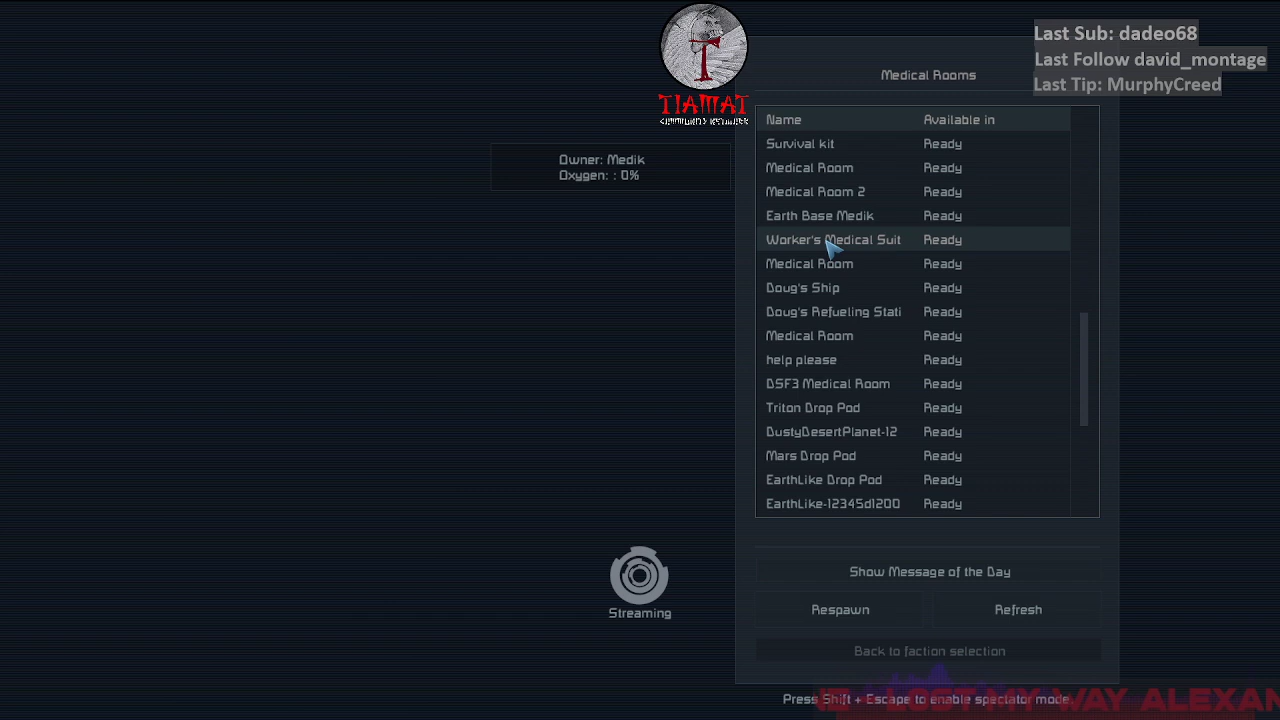 Last Sub: dadeo68
Last Follow david_montage
Last Tip: MurphyCreed
TIAMAT
Medical Rooms
Name Available in
Survival kit Ready
Medical Room Ready
Medical Room 2 Ready
Earth Base Medik Ready
Worker's Medical Suit Ready
Medical Room Ready
Doug's Ship Ready
Doug's Refueling Stati Ready
Medical Room Ready
help please Ready
DSF3 Medical Room Ready
Triton Drop Pod Ready
DustyDesertPlanet-12 Ready
Mars Drop Pod Ready
EarthLike Drop Pod Ready
EarthLike-12345d1200 Ready
Owner: Medik
Oxygen: : 0%
Streaming
Show Message of the Day
Respawn Refresh
Back to faction selection
Press Shift + Escape to enable spectator mode.
LOST MY WAY ALEXAN